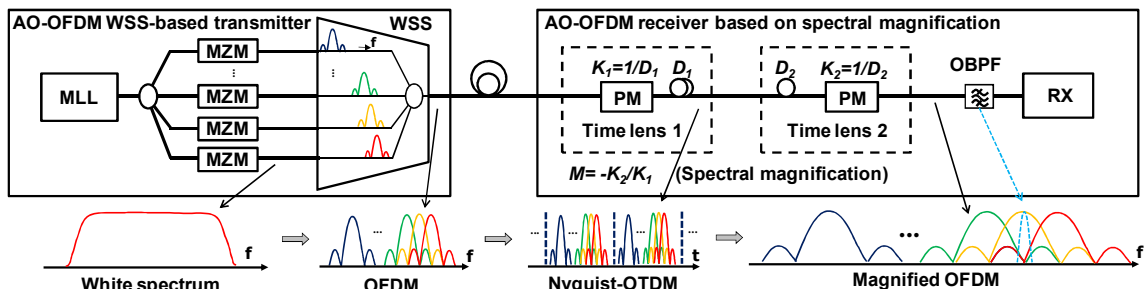 AO-OFDM WSS-based transmitter
WSS
AO-OFDM receiver based on spectral magnification
MZM
f
K1=1/D1 D1
D2 K2=1/D2
OBPF
...
MLL
MZM
PM
PM
RX
...
MZM
Time lens 1
Time lens 2
MZM
M= -K2/K1 (Spectral magnification)
... ... ... ... ... ...
f
f
t
f
White spectrum
OFDM
Nyquist-OTDM
Magnified OFDM